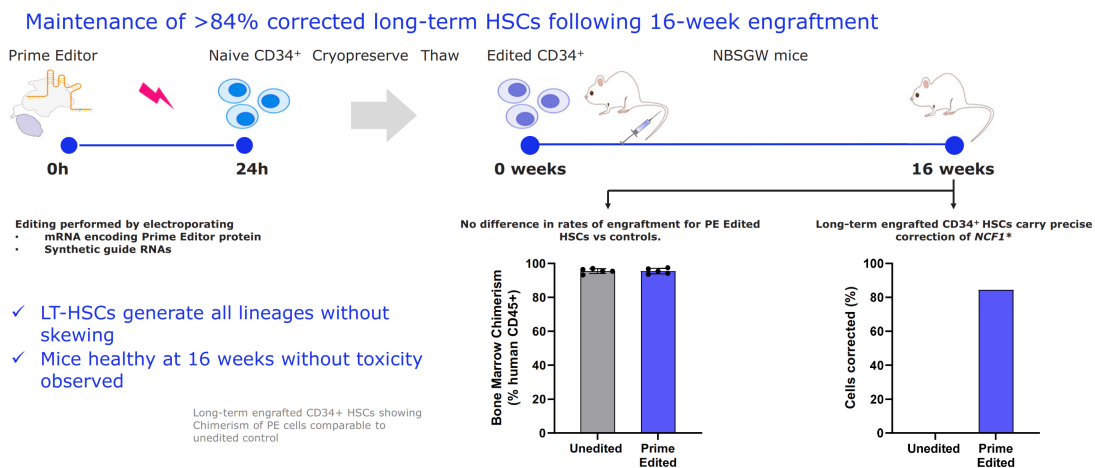 Maintenance of >84% corrected long-term HSCs following 16-week engraftment
Prime Editor
Naive CD34+
Cryopreserve
Thaw
Edited CD34+
NBSGW mice
0h
24h
0 weeks
16 weeks
Editing performed by electroporating
• mRNA encoding Prime Editor protein
• Synthetic guide RNAs
✓ LT-HSCs generate all lineages without
skewing
✓ Mice healthy at 16 weeks without toxicity
observed
Long-term engrafted CD34+ HSCs showing
Chimerism of PE cells comparable to
unedited control
No difference in rates of engraftment for PE Edited
HSCs vs controls.
Bone Marrow Chimerism
(% human CD45+)
100
80
60
40
20
0
Unedited
Prime
Edited
Long-term engrafted CD34+ HSCs carry precise
correction of NCF1*
Cells corrected (%)
100
80
60
40
20
0
Unedited
Prime
Edited